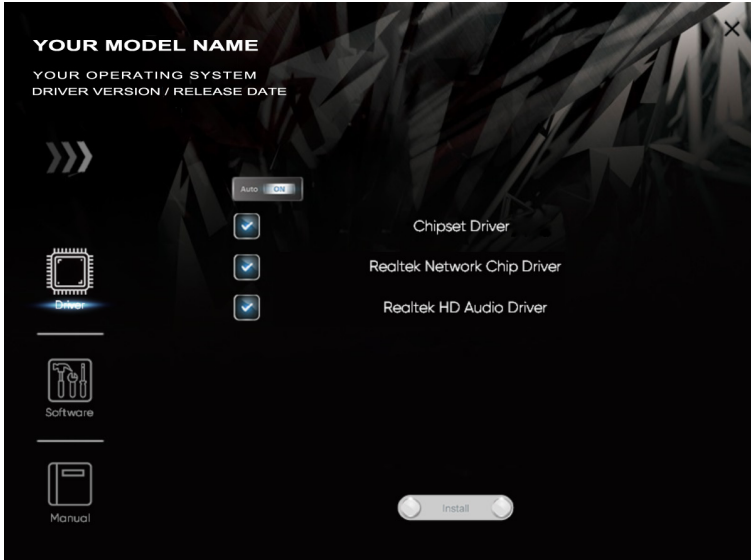 YOUR MODEL NAME
YOUR OPERATING SYSTEM
DRIVER VERSION / RELEASE DATE
Auto ON
Chipset Driver
Realtek Network Chip Driver
Realtek HD Audio Driver
Driver
Software
Manual
Install